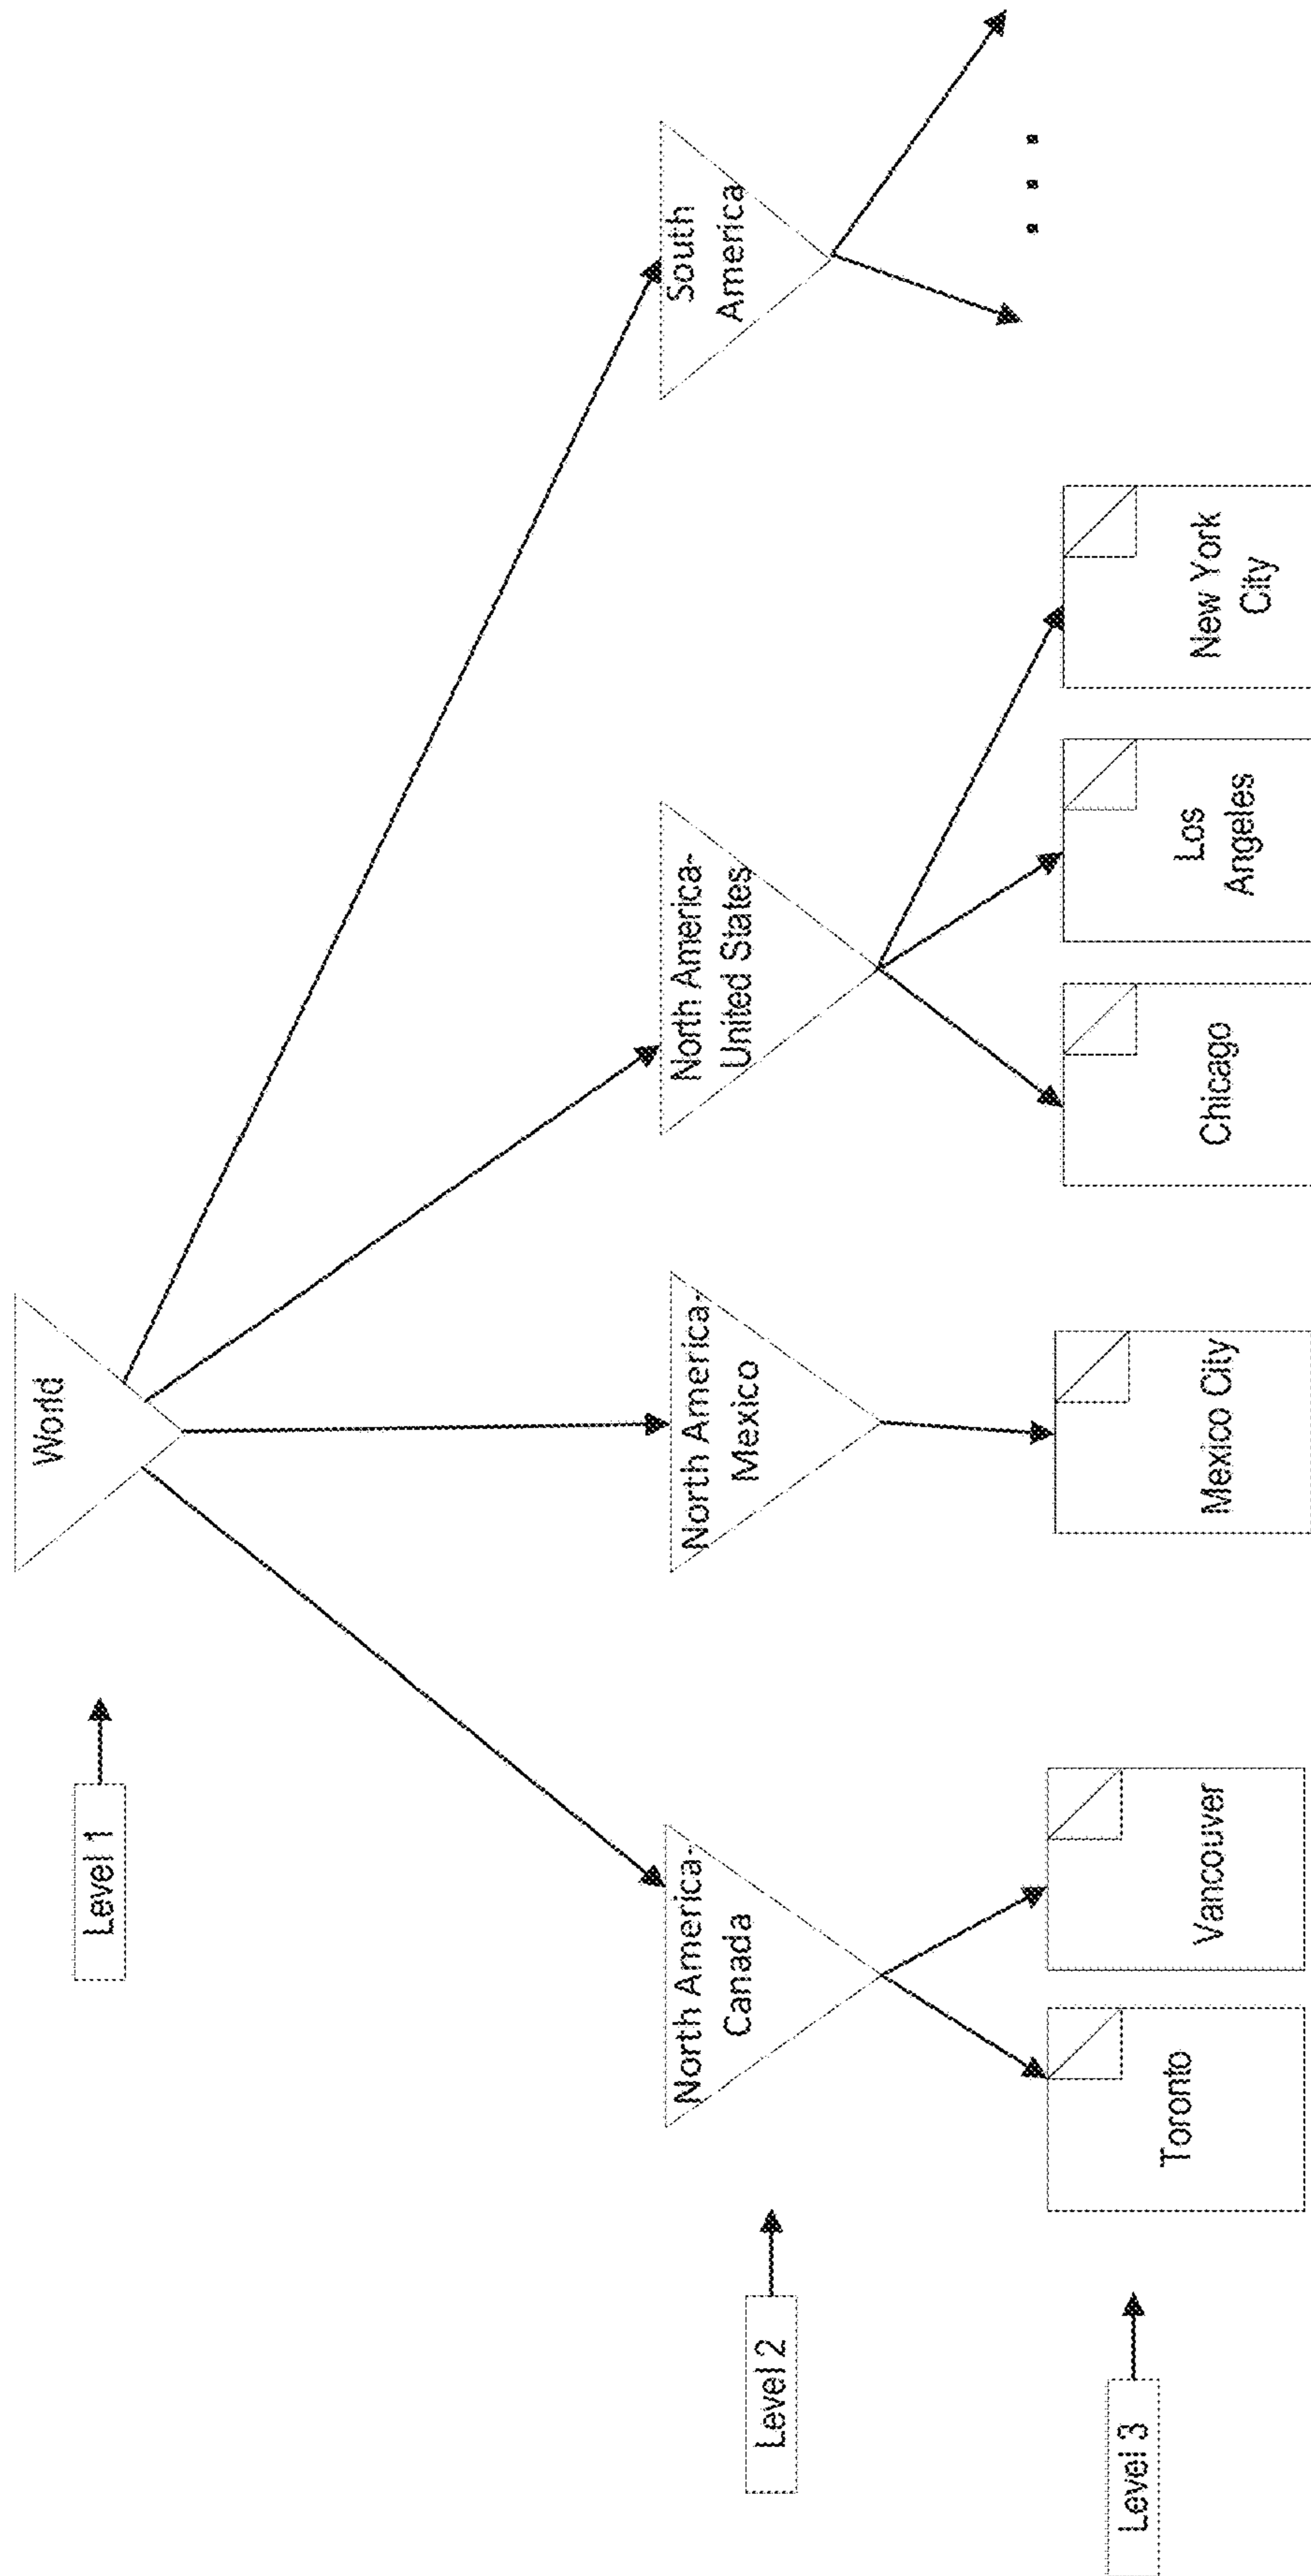 Level 1
World
Level 2
North America-
Canada
North America-
Mexico
North America-
United States
South
America
Level 3
Toronto
Vancouver
Mexico City
Chicago
Los
Angeles
New York
City